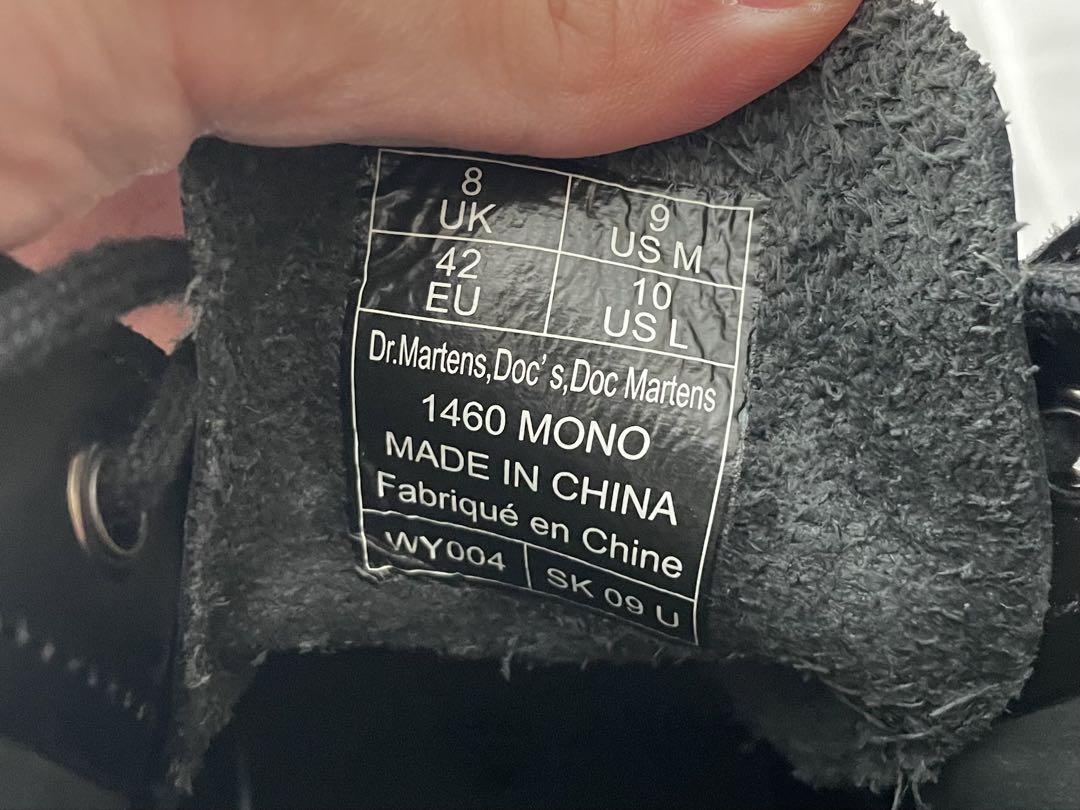 8
UK
9
US M
42
EU
10
US L
Dr.Martens,Doc's,Doc Martens
1460 MONO
MADE IN CHINA
Fabriqué en Chine
WY004
SK 09 U